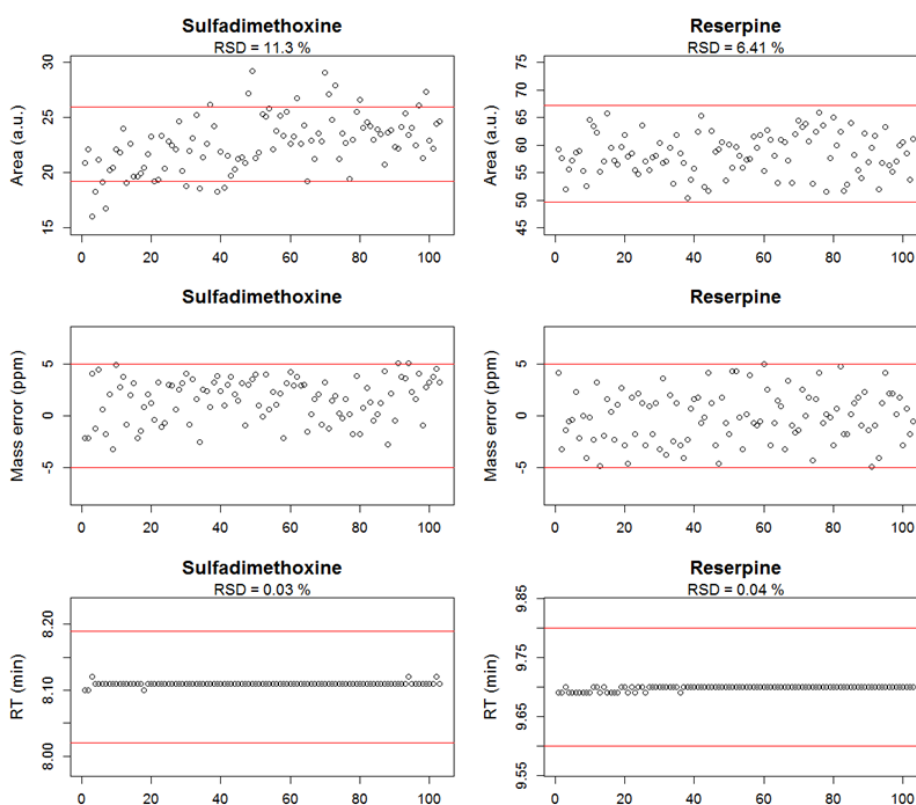 Sulfadimethoxine
RSD = 11.3 %
Area (a.u.)
30
25
20
15
0 20 40 60 80 100
Reserpine
RSD = 6.41 %
Area (a.u.)
75
70
65
60
55
50
45
0 20 40 60 80 100
Sulfadimethoxine
Mass error (ppm)
5
0
-5
0 20 40 60 80 100
Reserpine
Mass error (ppm)
5
0
-5
0 20 40 60 80 100
Sulfadimethoxine
RSD = 0.03 %
RT (min)
8.20
8.10
8.00
0 20 40 60 80 100
Reserpine
RSD = 0.04 %
RT (min)
9.85
9.75
9.65
9.55
0 20 40 60 80 100